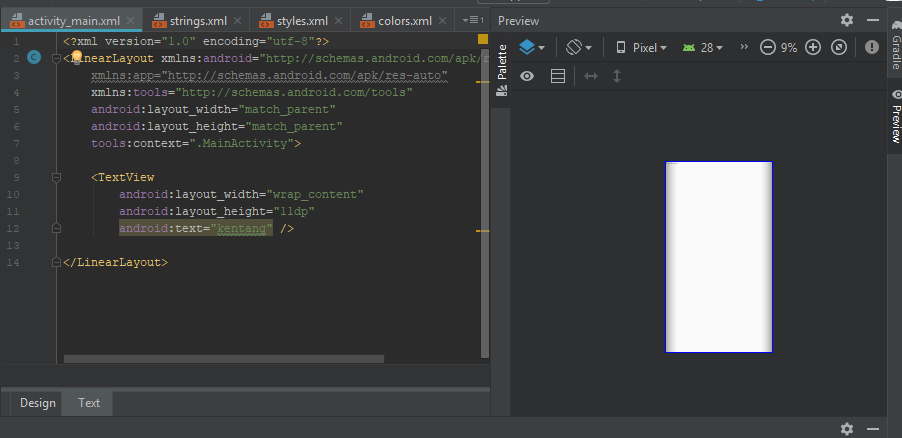 activity_main.xml strings.xml styles.xml colors.xml 1 Preview
Pixel 28 9%
Palette
Gradle
Preview
1 <?xml version="1.0" encoding="utf-8"?>
2 <LinearLayout xmlns:android="http://schemas.android.com/apk/r
3 xmlns:app="http://schemas.android.com/apk/res-auto"
4 xmlns:tools="http://schemas.android.com/tools"
5 android:layout_width="match_parent"
6 android:layout_height="match_parent"
7 tools:context=".MainActivity">
8
9 <TextView
10 android:layout_width="wrap_content"
11 android:layout_height="11dp"
12 android:text="kentang" />
13
14 </LinearLayout>
Design Text